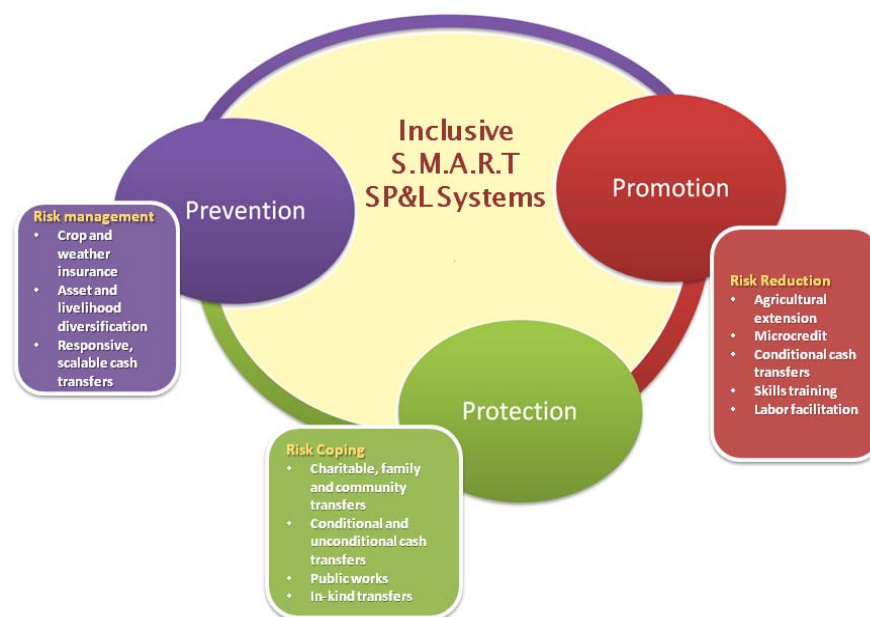 Inclusive
S.M.A.R.T
SP&L Systems
Prevention
Risk management
• Crop and
weather
insurance
• Asset and
livelihood
diversification
• Responsive,
scalable cash
transfers
Promotion
Risk Reduction
• Agricultural
extension
• Microcredit
• Conditional cash
transfers
• Skills training
• Labor facilitation
Protection
Risk Coping
• Charitable, family
and community
transfers
• Conditional and
unconditional cash
transfers
• Public works
• In-kind transfers